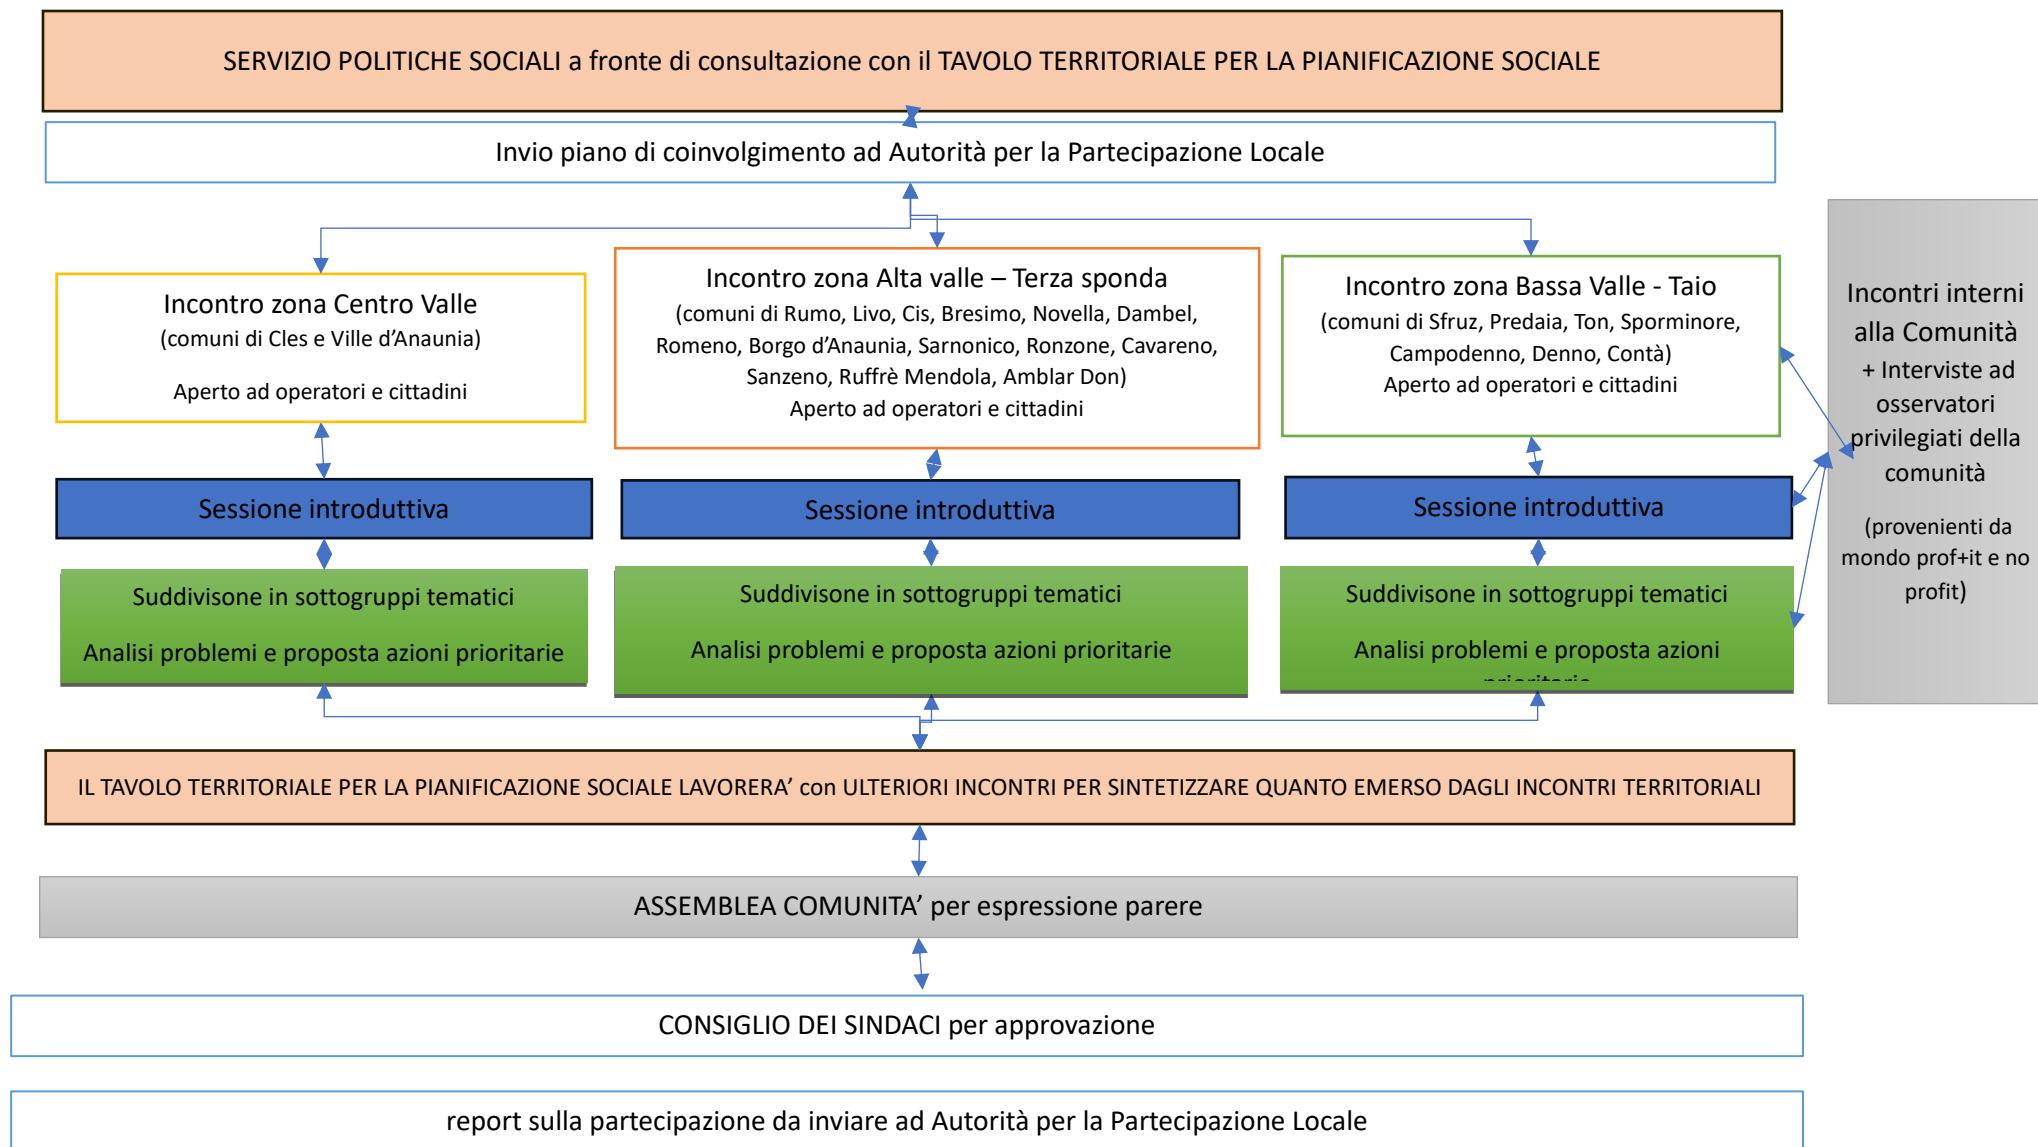 SERVIZIO POLITICHE SOCIALI a fronte di consultazione con il TAVOLO TERRITORIALE PER LA PIANIFICAZIONE SOCIALE
Invio piano di coinvolgimento ad Autorità per la Partecipazione Locale
Incontro zona Centro Valle
(comuni di Cles e Ville d’Anaunia)
Aperto ad operatori e cittadini
Incontro zona Alta valle – Terza sponda
(comuni di Rumo, Livo, Cis, Bresimo, Novella, Dambel,
Romeno, Borgo d’Anaunia, Sarnonico, Ronzone, Cavareno,
Sanzeno, Ruffrè Mendola, Amblar Don)
Aperto ad operatori e cittadini
Incontro zona Bassa Valle - Taio
(comuni di Sfruz, Predaia, Ton, Sporminore,
Campodenno, Denno, Contà)
Aperto ad operatori e cittadini
Incontri interni
alla Comunità
+ Interviste ad
osservatori
privilegiati della
comunità
(provenienti da
mondo prof+it e no
profit)
Sessione introduttiva
Sessione introduttiva
Sessione introduttiva
Suddivisone in sottogruppi tematici
Analisi problemi e proposta azioni prioritarie
Suddivisone in sottogruppi tematici
Analisi problemi e proposta azioni prioritarie
Suddivisone in sottogruppi tematici
Analisi problemi e proposta azioni
prioritarie
IL TAVOLO TERRITORIALE PER LA PIANIFICAZIONE SOCIALE LAVORERA’ con ULTERIORI INCONTRI PER SINTETIZZARE QUANTO EMERSO DAGLI INCONTRI TERRITORIALI
ASSEMBLEA COMUNITA’ per espressione parere
CONSIGLIO DEI SINDACI per approvazione
report sulla partecipazione da inviare ad Autorità per la Partecipazione Locale